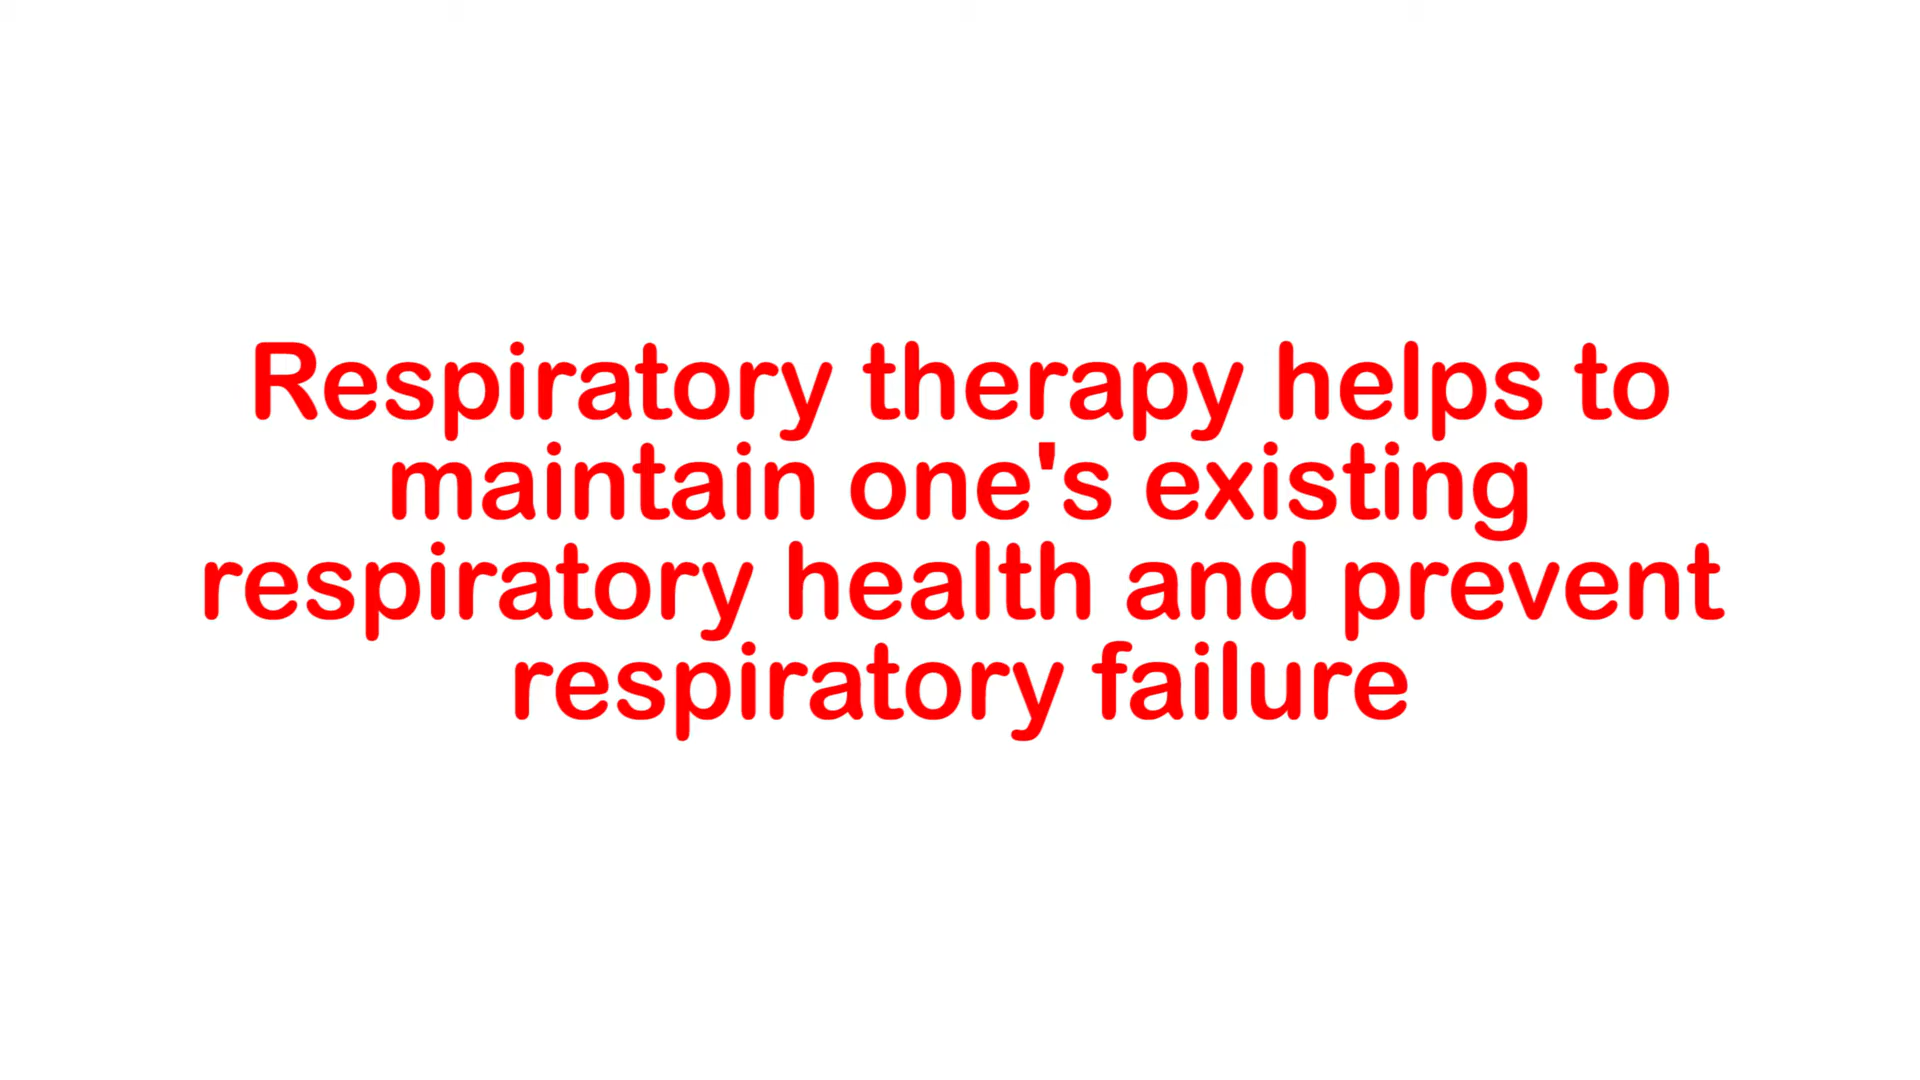 Respiratory therapy helps to
maintain one's existing
respiratory health and prevent
respiratory failure